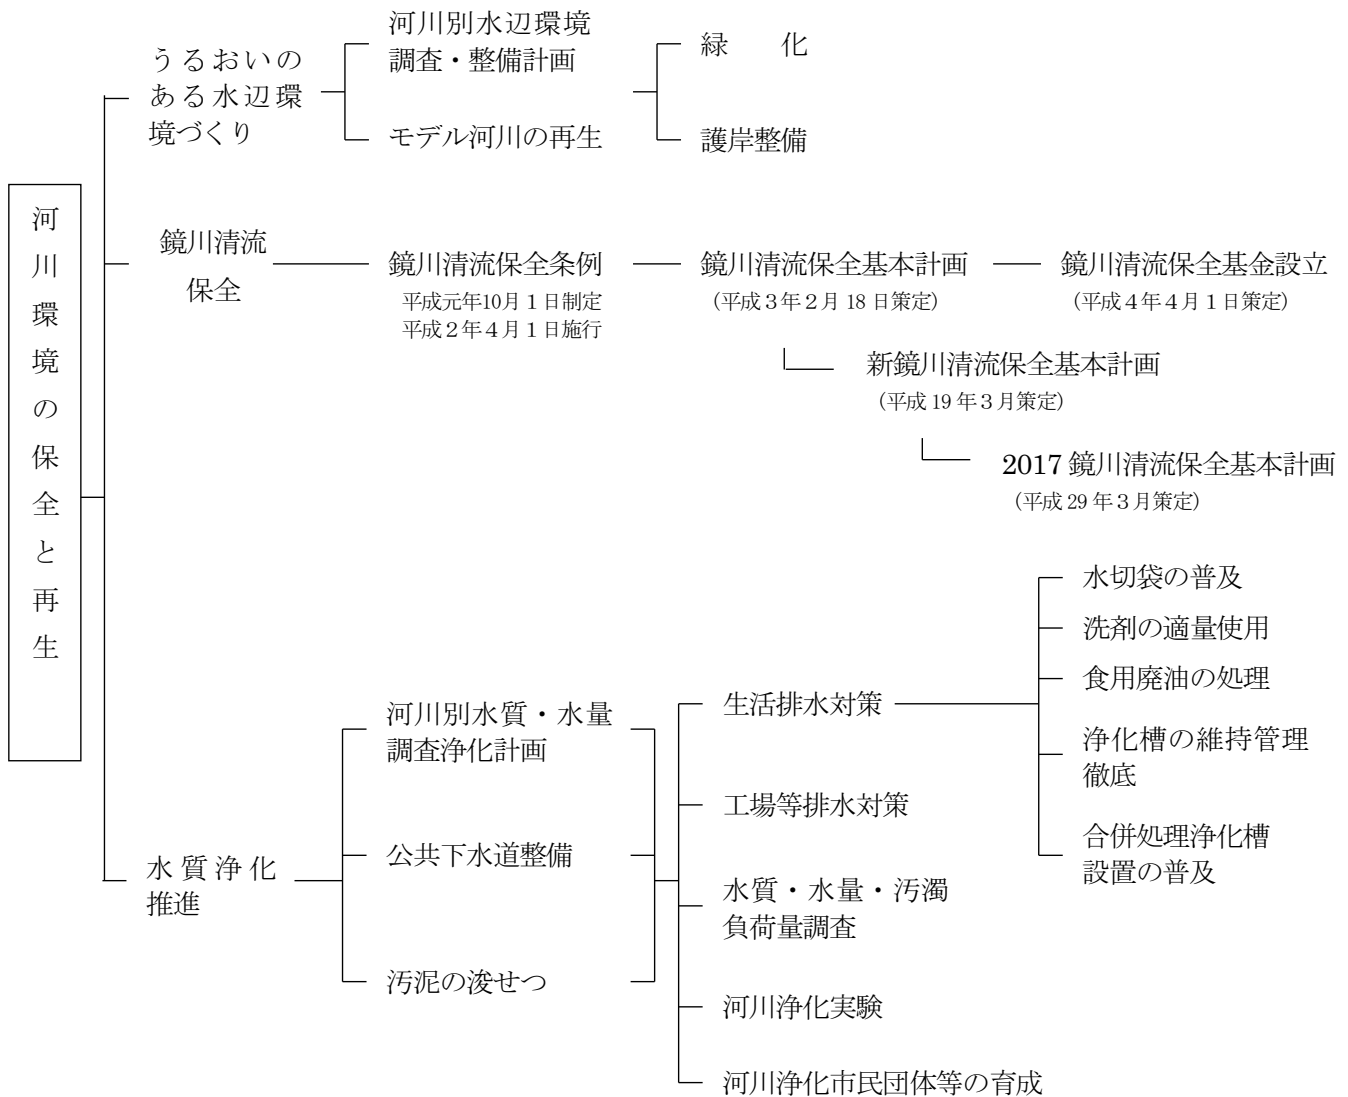 河川環境の保全と再生
うるおいの
ある水辺環
境づくり
河川別水辺環境
調査・整備計画
モデル河川の再生
緑　化
護岸整備
鏡川清流
保全
鏡川清流保全条例
平成元年10月1日制定
平成2年4月1日施行
鏡川清流保全基本計画
(平成3年2月18日策定)
鏡川清流保全基金設立
(平成4年4月1日策定)
新鏡川清流保全基本計画
(平成19年3月策定)
2017鏡川清流保全基本計画
(平成29年3月策定)
水質浄化
推進
河川別水質・水量
調査浄化計画
公共下水道整備
汚泥の浚せつ
生活排水対策
工場等排水対策
水質・水量・汚濁
負荷量調査
河川浄化実験
河川浄化市民団体等の育成
水切袋の普及
洗剤の適量使用
食用廃油の処理
浄化槽の維持管理
徹底
合併処理浄化槽
設置の普及